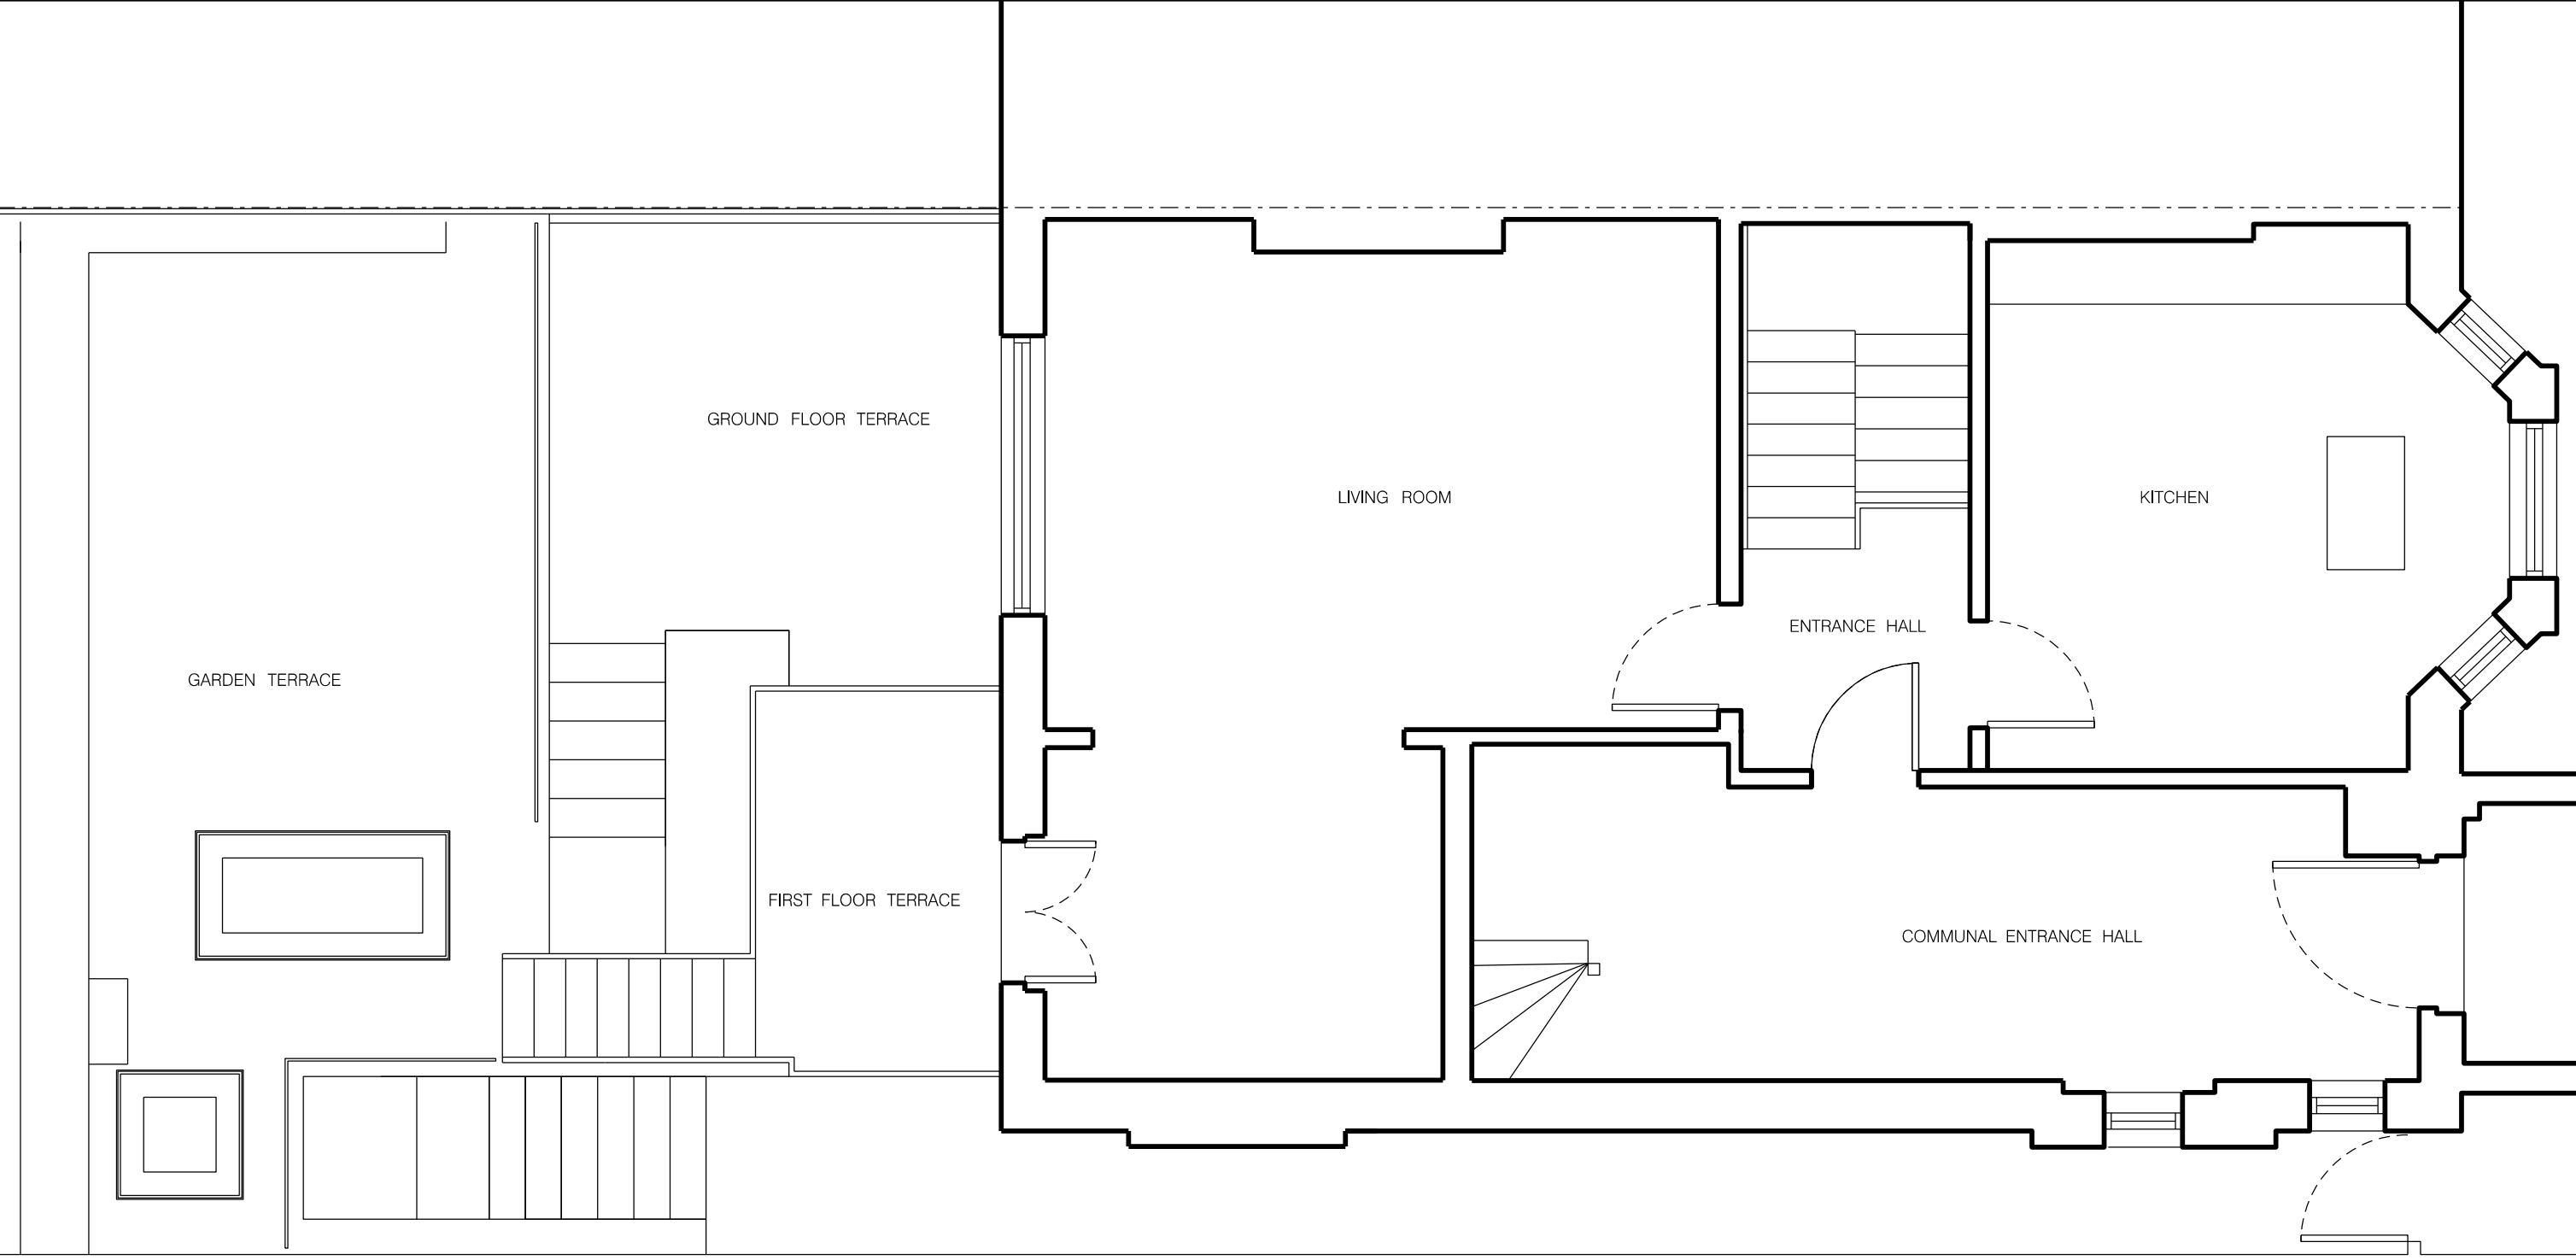 GROUND FLOOR TERRACE
LIVING ROOM
KITCHEN
ENTRANCE HALL
GARDEN TERRACE
FIRST FLOOR TERRACE
COMMUNAL ENTRANCE HALL